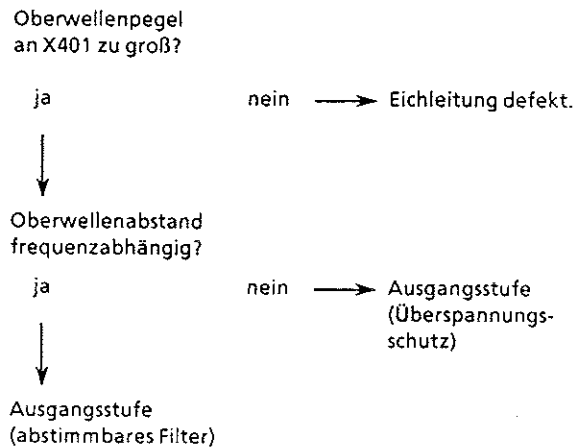 Oberwellenpegel
an X401 zu groß?
ja nein Eichleitung defekt.
Oberwellenabstand
frequenzabhängig?
ja nein Ausgangsstufe
(Überspannungs-
schutz)
Ausgangsstufe
(abstimmbares Filter)